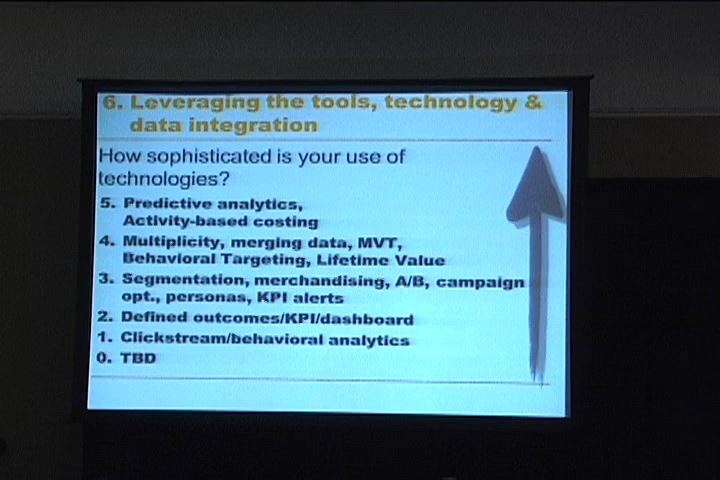 6. Leveraging the tools, technology &
data integration
How sophisticated is your use of
technologies?
5. Predictive analytics,
Activity-based costing
4. Multiplicity, merging data, MVT,
Behavioral Targeting, Lifetime Value
3. Segmentation, merchandising, A/B, campaign
opt., personas, KPI alerts
2. Defined outcomes/KPI/dashboard
1. Clickstream/behavioral analytics
0. TBD